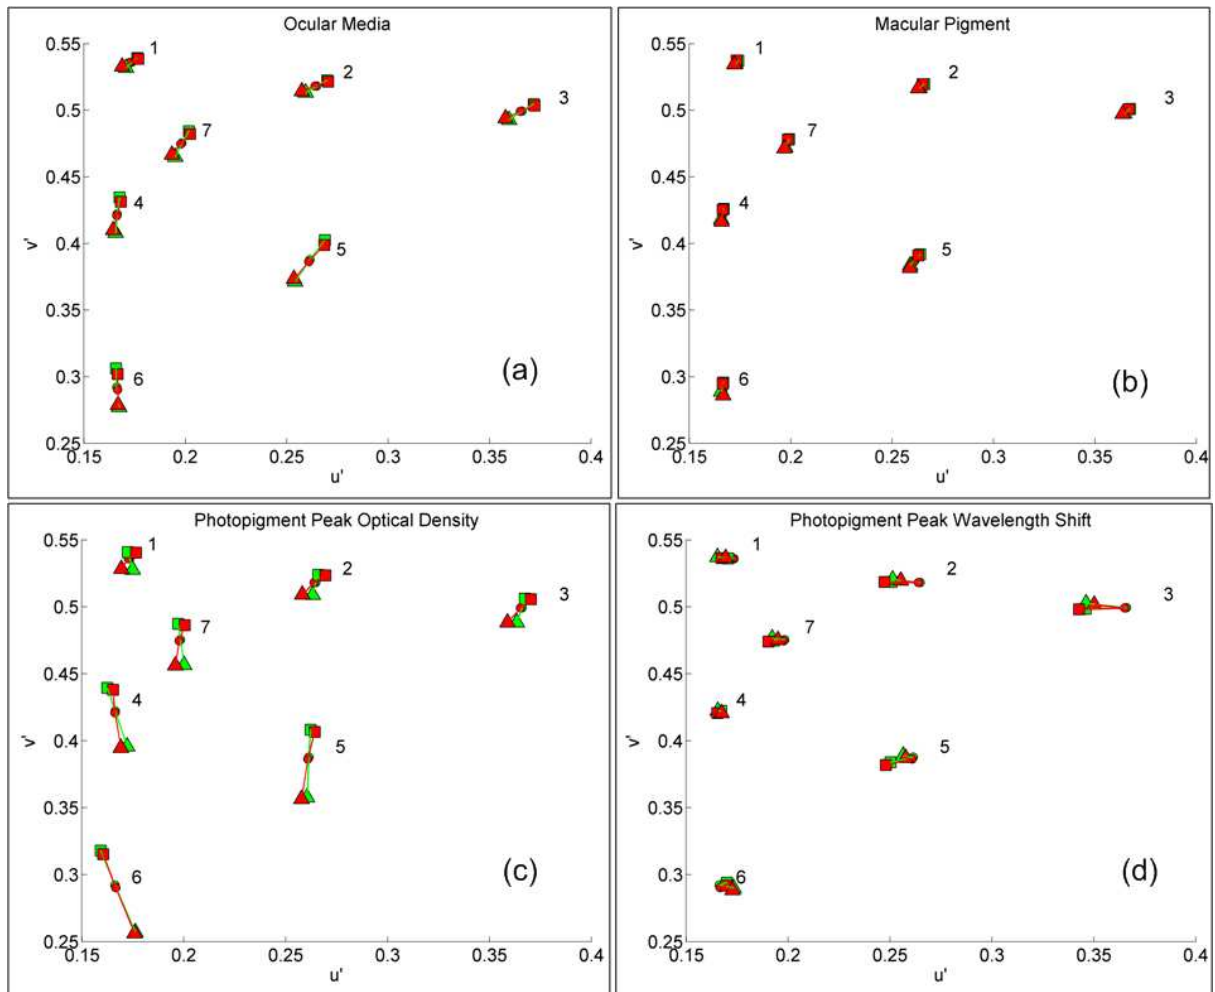 Ocular Media
0.55
0.5
0.45
0.4
0.35
0.3
0.25
v'
1
2
3
7
4
5
6
(a)
0.15 0.2 0.25 0.3 0.35 0.4
u'
Macular Pigment
0.55
0.5
0.45
0.4
0.35
0.3
0.25
v'
1
2
3
7
4
5
6
(b)
0.15 0.2 0.25 0.3 0.35 0.4
u'
Photopigment Peak Optical Density
0.55
0.5
0.45
0.4
0.35
0.3
0.25
v'
1
2
3
7
4
5
6
(c)
0.15 0.2 0.25 0.3 0.35 0.4
u'
Photopigment Peak Wavelength Shift
0.55
0.5
0.45
0.4
0.35
0.3
0.25
v'
1
2
3
7
4
5
6
(d)
0.15 0.2 0.25 0.3 0.35 0.4
u'